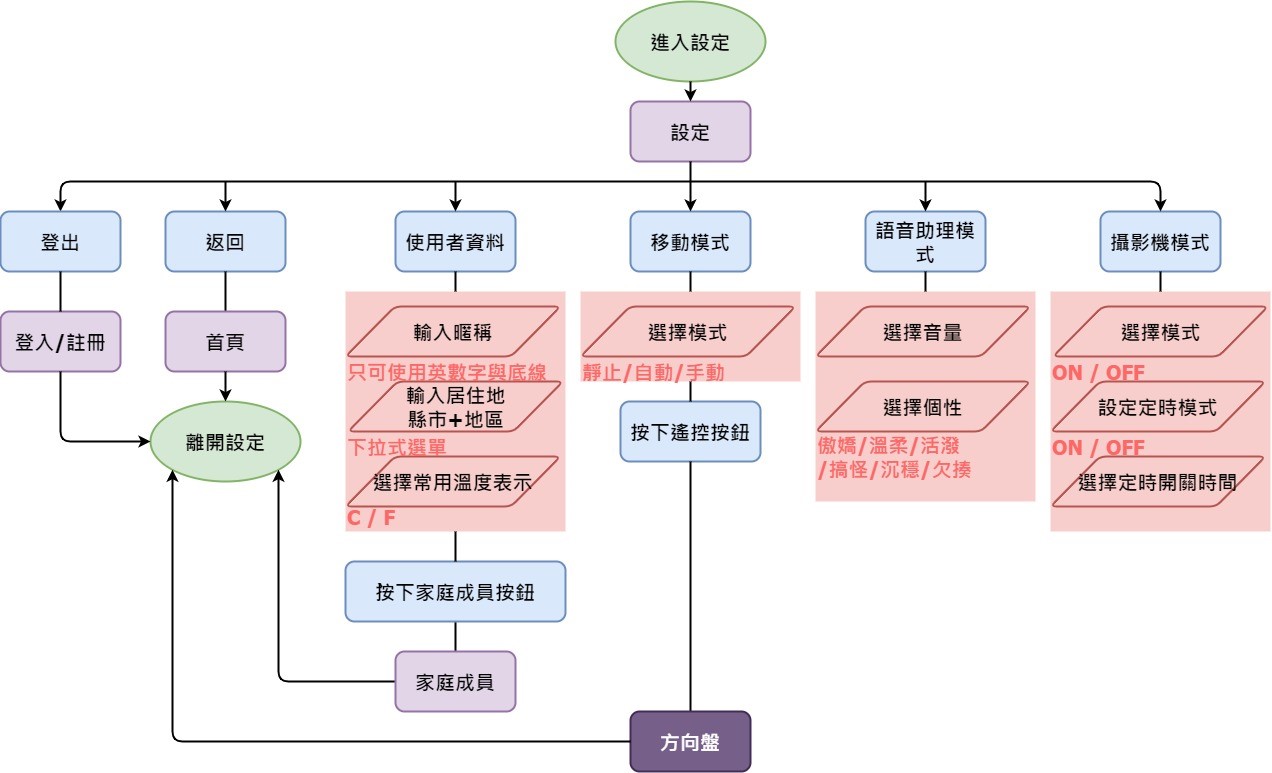 進入設定
設定
登出
返回
使用者資料
移動模式
語音助理模
式
攝影機模式
登入/註冊
首頁
輸入暱稱
選擇模式
選擇音量
選擇模式
只可使用英數字與底線
靜止/自動/手動
ON / OFF
輸入居住地
縣市+地區
選擇個性
設定定時模式
離開設定
按下遙控按鈕
下拉式選單
傲嬌/溫柔/活潑
/搞怪/沉穩/欠揍
ON / OFF
選擇常用溫度表示
選擇定時開關時間
C / F
按下家庭成員按鈕
家庭成員
方向盤